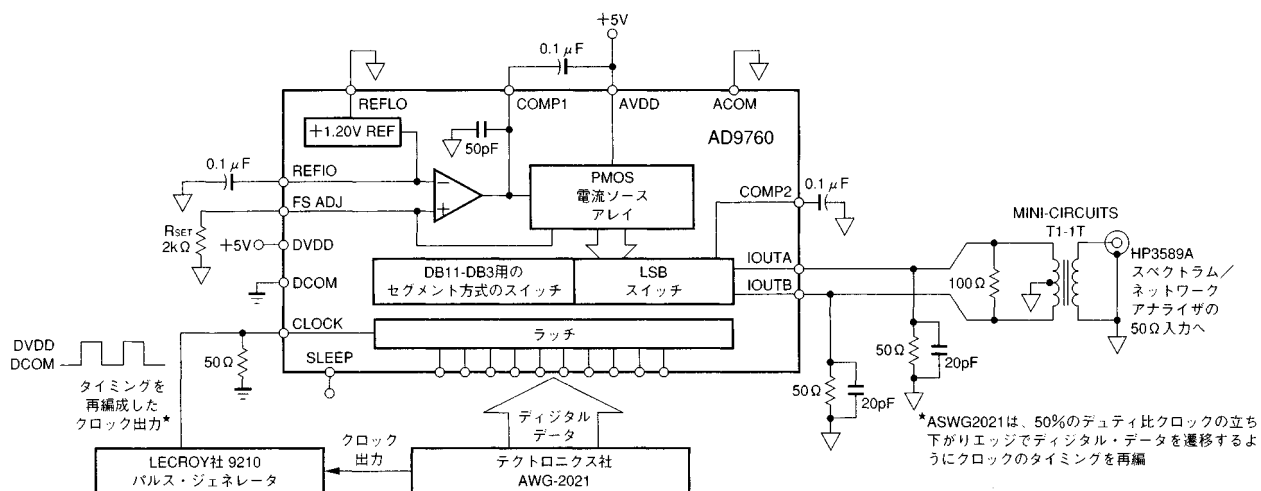 +5V
0.1μF
REFLO
COMP1
AVDD
ACOM
+1.20V REF
50pF
AD9760
0.1μF
REFIO
PMOS
電流ソース
アレイ
COMP2
0.1μF
FS ADJ
RSET
2kΩ
+5V
DVDD
MINI-CIRCUITS
T1-1T
DCOM
DB11-DB3用の
セグメント方式のスイッチ
LSB
スイッチ
IOUTA
IOUTB
100Ω
HP3589A
スペクトラム/
ネットワーク
アナライザの
50Ω入力へ
CLOCK
ラッチ
DVDD
DCOM
50Ω
SLEEP
50Ω
20pF
50Ω
20pF
タイミングを
再編成した
クロック出力*
ディジタル
データ
クロック
出力
LECROY社 9210
パルス・ジェネレータ
テクトロニクス社
AWG-2021
*ASWG2021は、50%のデュティ比クロックの立ち
下がりエッジでディジタル・データを遷移するよ
うにクロックのタイミングを再編